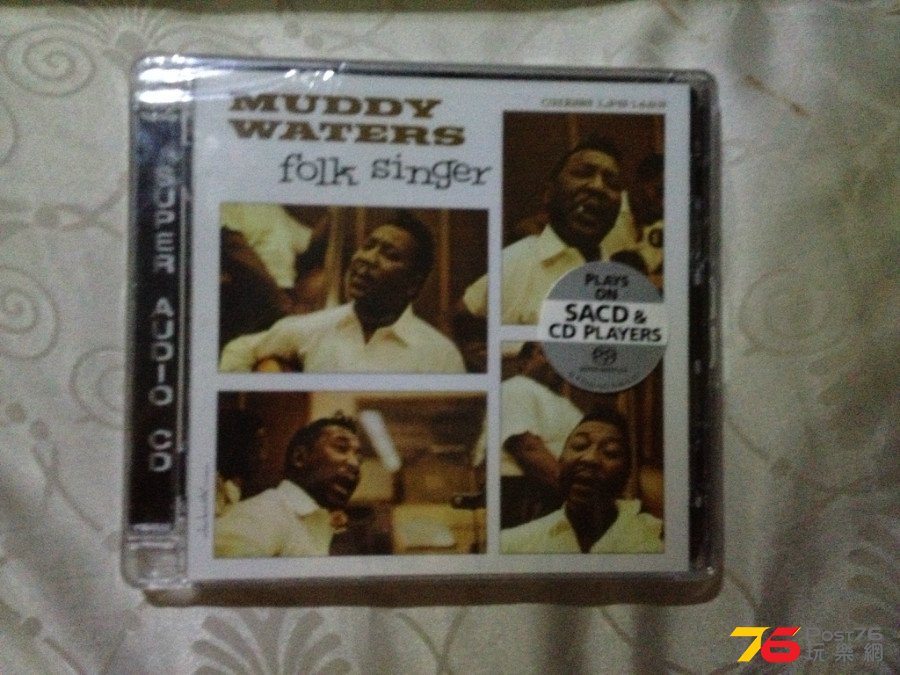 MUDDY
WATERS
folk singer
SUPER AUDIO CD
PLAYS
ON
SACD &
CD PLAYERS
76 Post76
玩樂網